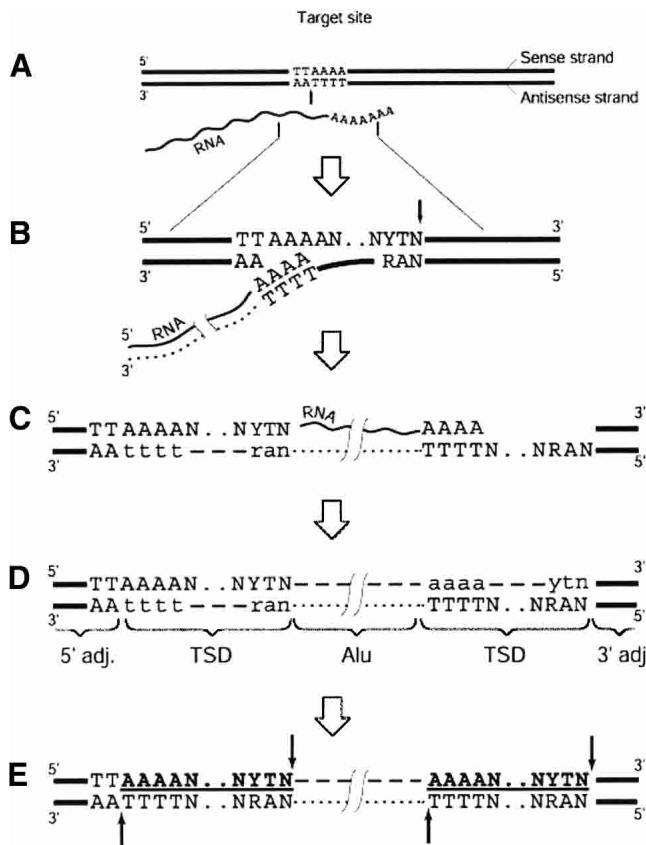 Target site
A
5'
TTAAAA
Sense strand
3'
AATTTT
Antisense strand
RNA
AAAAAAA
B
5'
TTAAAAN..NYTN
3'
3'
AA
AAAA
TTTT
RAN
5'
5'
RNA
3'
C
5'
TTAAAAN..NYTN
RNA
AAAA
3'
3'
AAtttt
ran
TTTTN..NRAN
5'
D
5'
TTAAAAN..NYTN
aaaa
ytn
3'
3'
AAtttt
ran
TTTTN..NRAN
5'
5' adj.
TSD
Alu
TSD
3' adj
E
5'
TTAAAAN..NYTN
AAAAN..NYTN
3'
3'
AATTTTN..NRAN
TTTTN..NRAN
5'